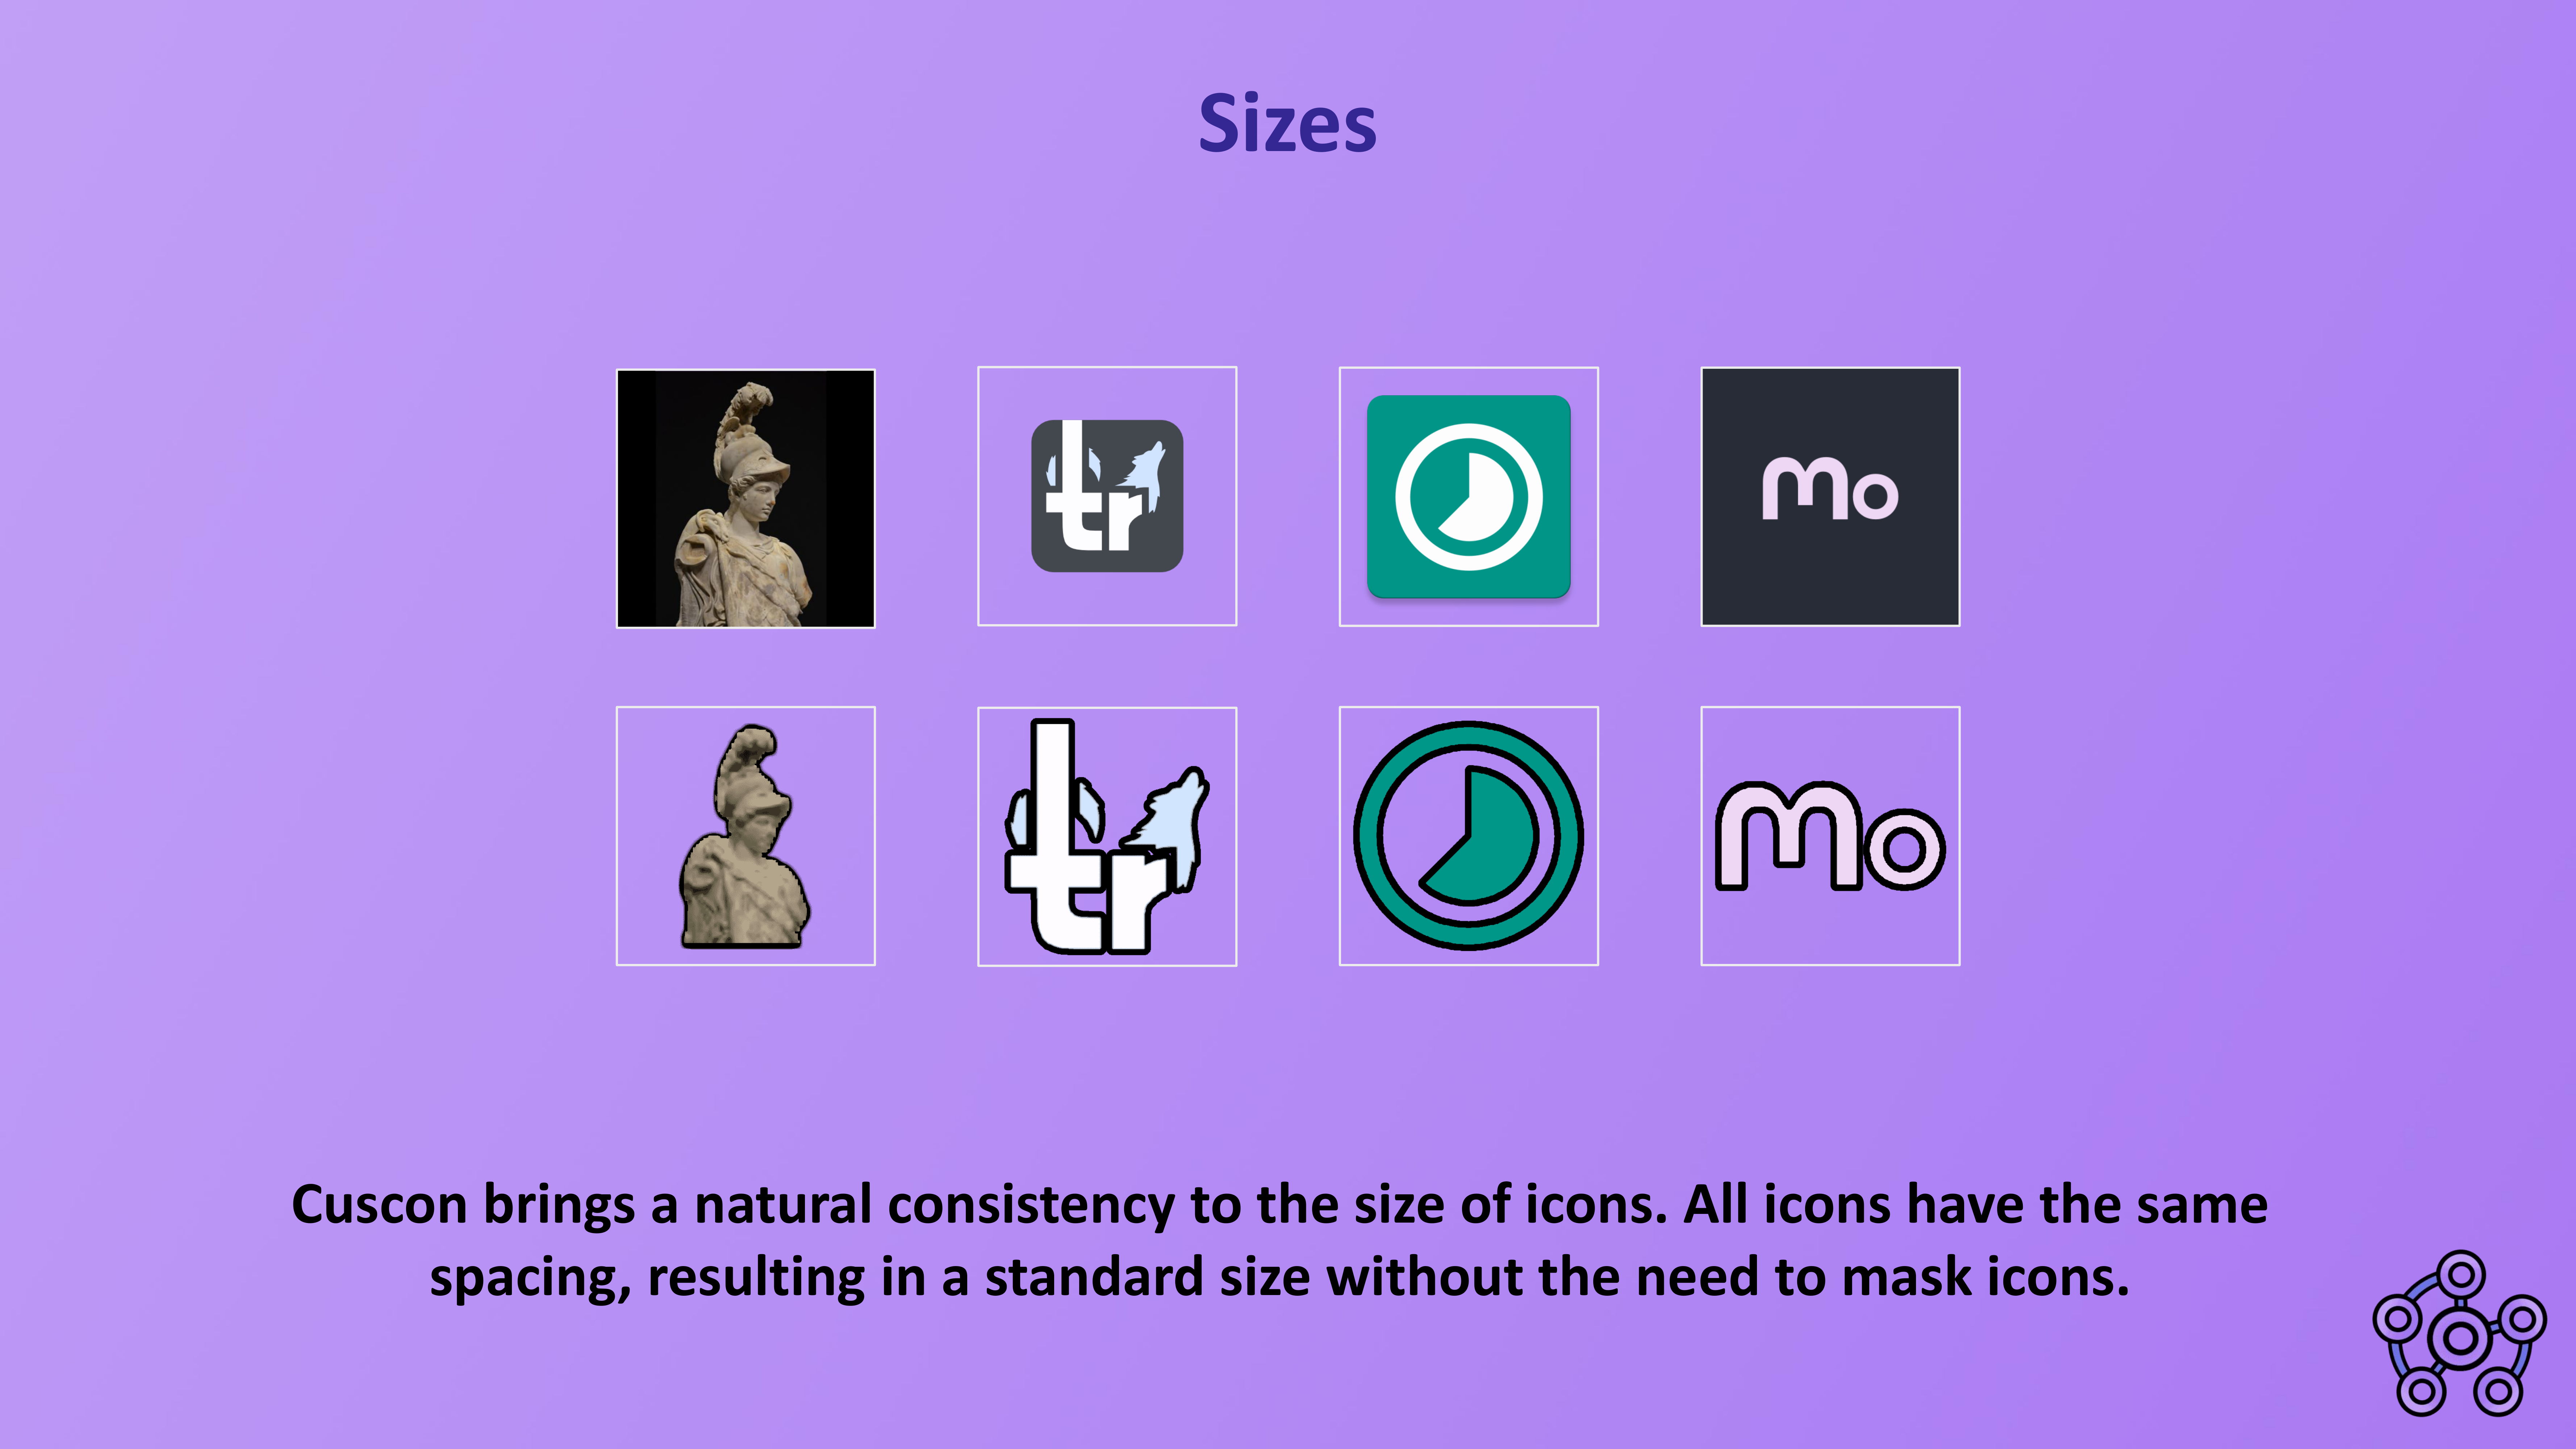 Sizes
tr
mo
tr
mo
Cuscon brings a natural consistency to the size of icons. All icons have the same
spacing, resulting in a standard size without the need to mask icons.